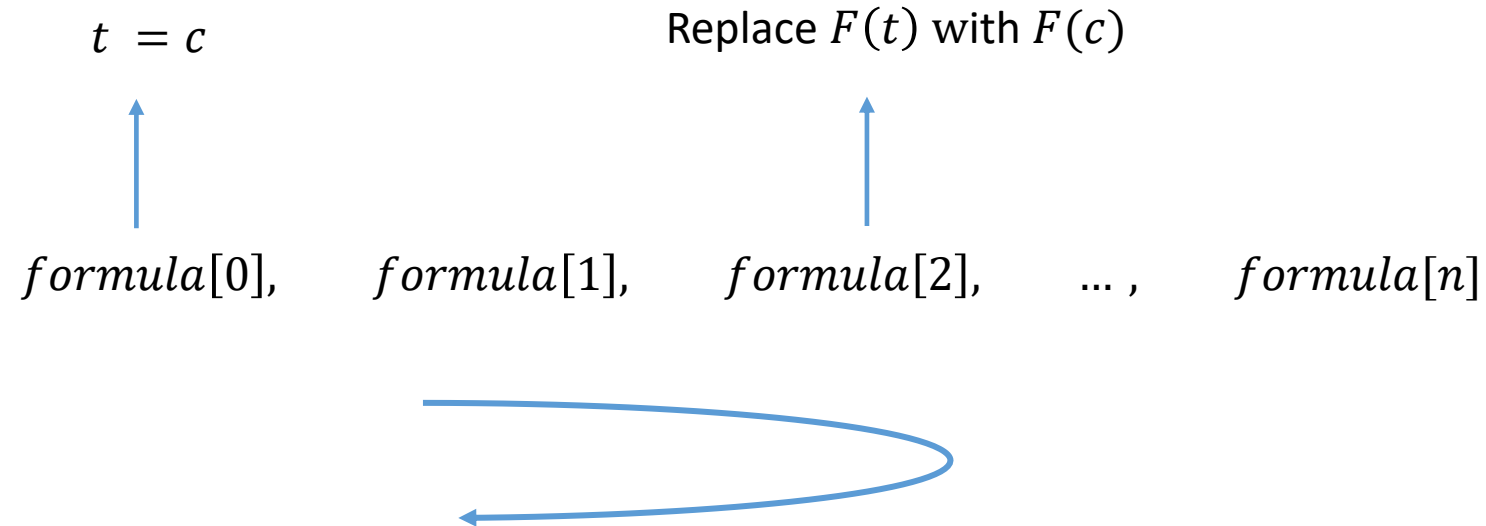 t = c
Replace F(t) with F(c)
formula[0], formula[1], formula[2], … , formula[n]